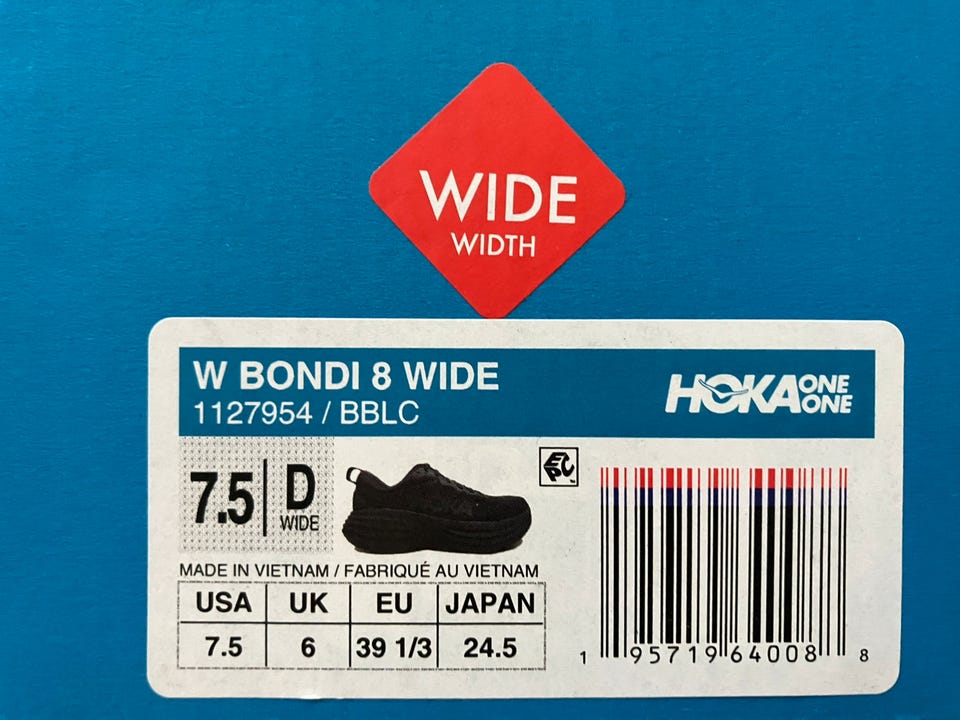 WIDE
WIDTH
W BONDI 8 WIDE
1127954 / BBLC
HOKA ONE ONE
7.5 D WIDE
EPC
MADE IN VIETNAM / FABRIQUÉ AU VIETNAM
USA UK EU JAPAN
7.5 6 39 1/3 24.5
1 95719 64008 8